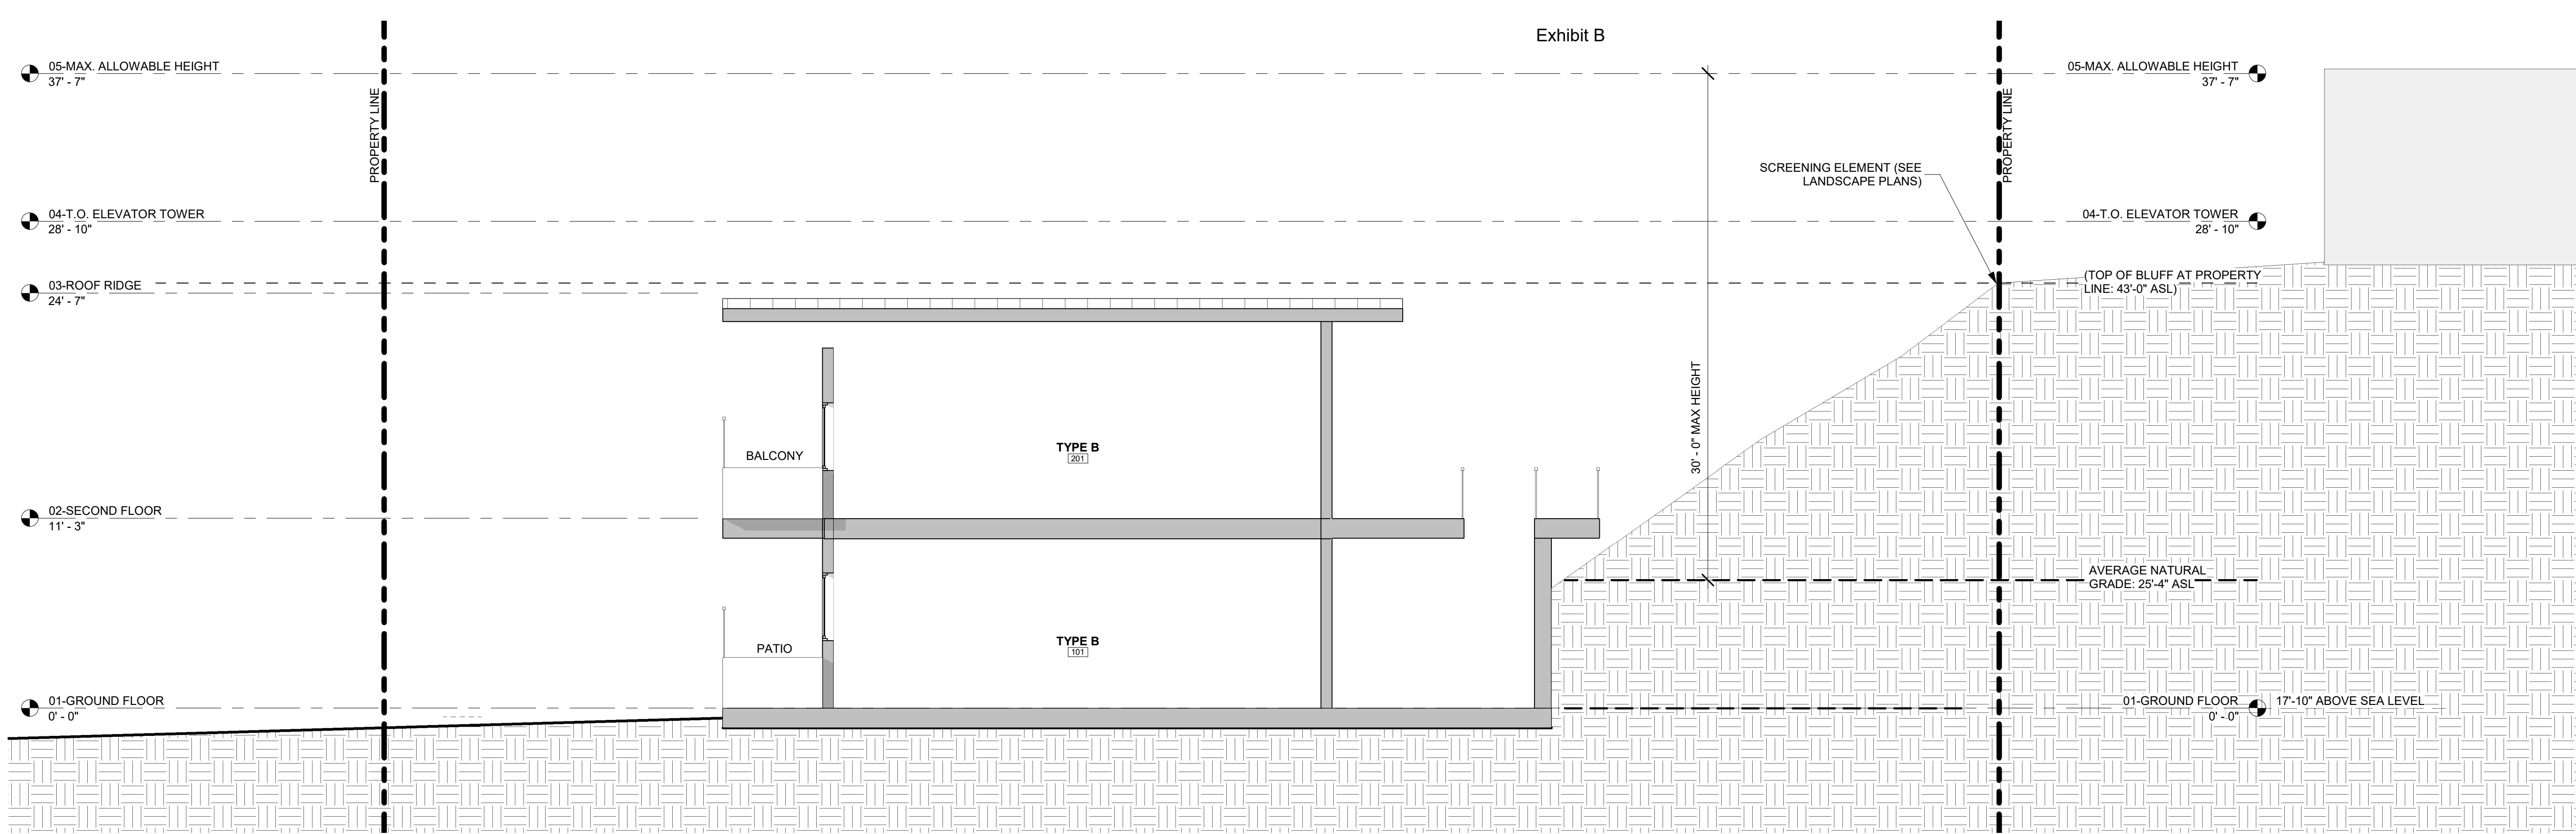 Exhibit B
05-MAX. ALLOWABLE HEIGHT
37' - 7"
05-MAX. ALLOWABLE HEIGHT
37' - 7"
PROPERTY LINE
PROPERTY LINE
SCREENING ELEMENT (SEE
LANDSCAPE PLANS)
04-T.O. ELEVATOR TOWER
28' - 10"
04-T.O. ELEVATOR TOWER
28' - 10"
03-ROOF RIDGE
24' - 7"
(TOP OF BLUFF AT PROPERTY
LINE: 43'-0" ASL)
30' - 0" MAX HEIGHT
BALCONY
TYPE B
201
02-SECOND FLOOR
11' - 3"
AVERAGE NATURAL
GRADE: 25'-4" ASL
PATIO
TYPE B
101
01-GROUND FLOOR
0' - 0"
01-GROUND FLOOR
0' - 0"
17'-10" ABOVE SEA LEVEL